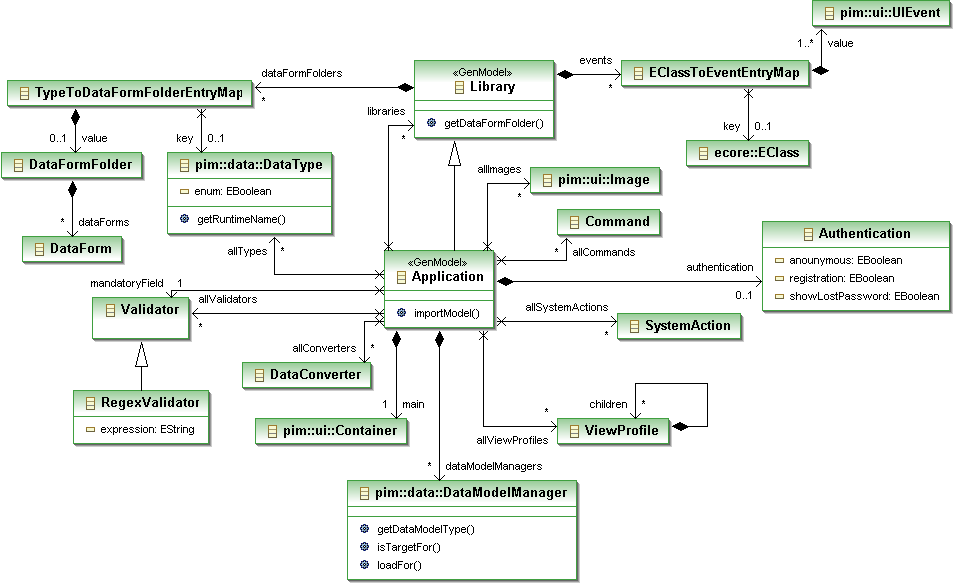 pim::ui::UIEvent
1..*
value
events
*
EClassToEventEntryMap
«GenModel»
Library
getDataFormFolder()
dataFormFolders
*
TypeToDataFormFolderEntryMap
0..1
value
key
0..1
libraries
*
key
0..1
ecore::EClass
DataFormFolder
pim::data::DataType
enum: EBoolean
getRuntimeName()
*
dataForms
DataForm
allImages
*
pim::ui::Image
Command
*
allCommands
allTypes
*
«GenModel»
Application
importModel()
authentication
0..1
Authentication
anounymous: EBoolean
registration: EBoolean
showLostPassword: EBoolean
mandatoryField
1
allValidators
*
Validator
allSystemActions
*
SystemAction
allConverters
*
DataConverter
RegexValidator
expression: EString
1
main
pim::ui::Container
children
*
*
allViewProfiles
ViewProfile
*
dataModelManagers
pim::data::DataModelManager
getDataModelType()
isTargetFor()
loadFor()